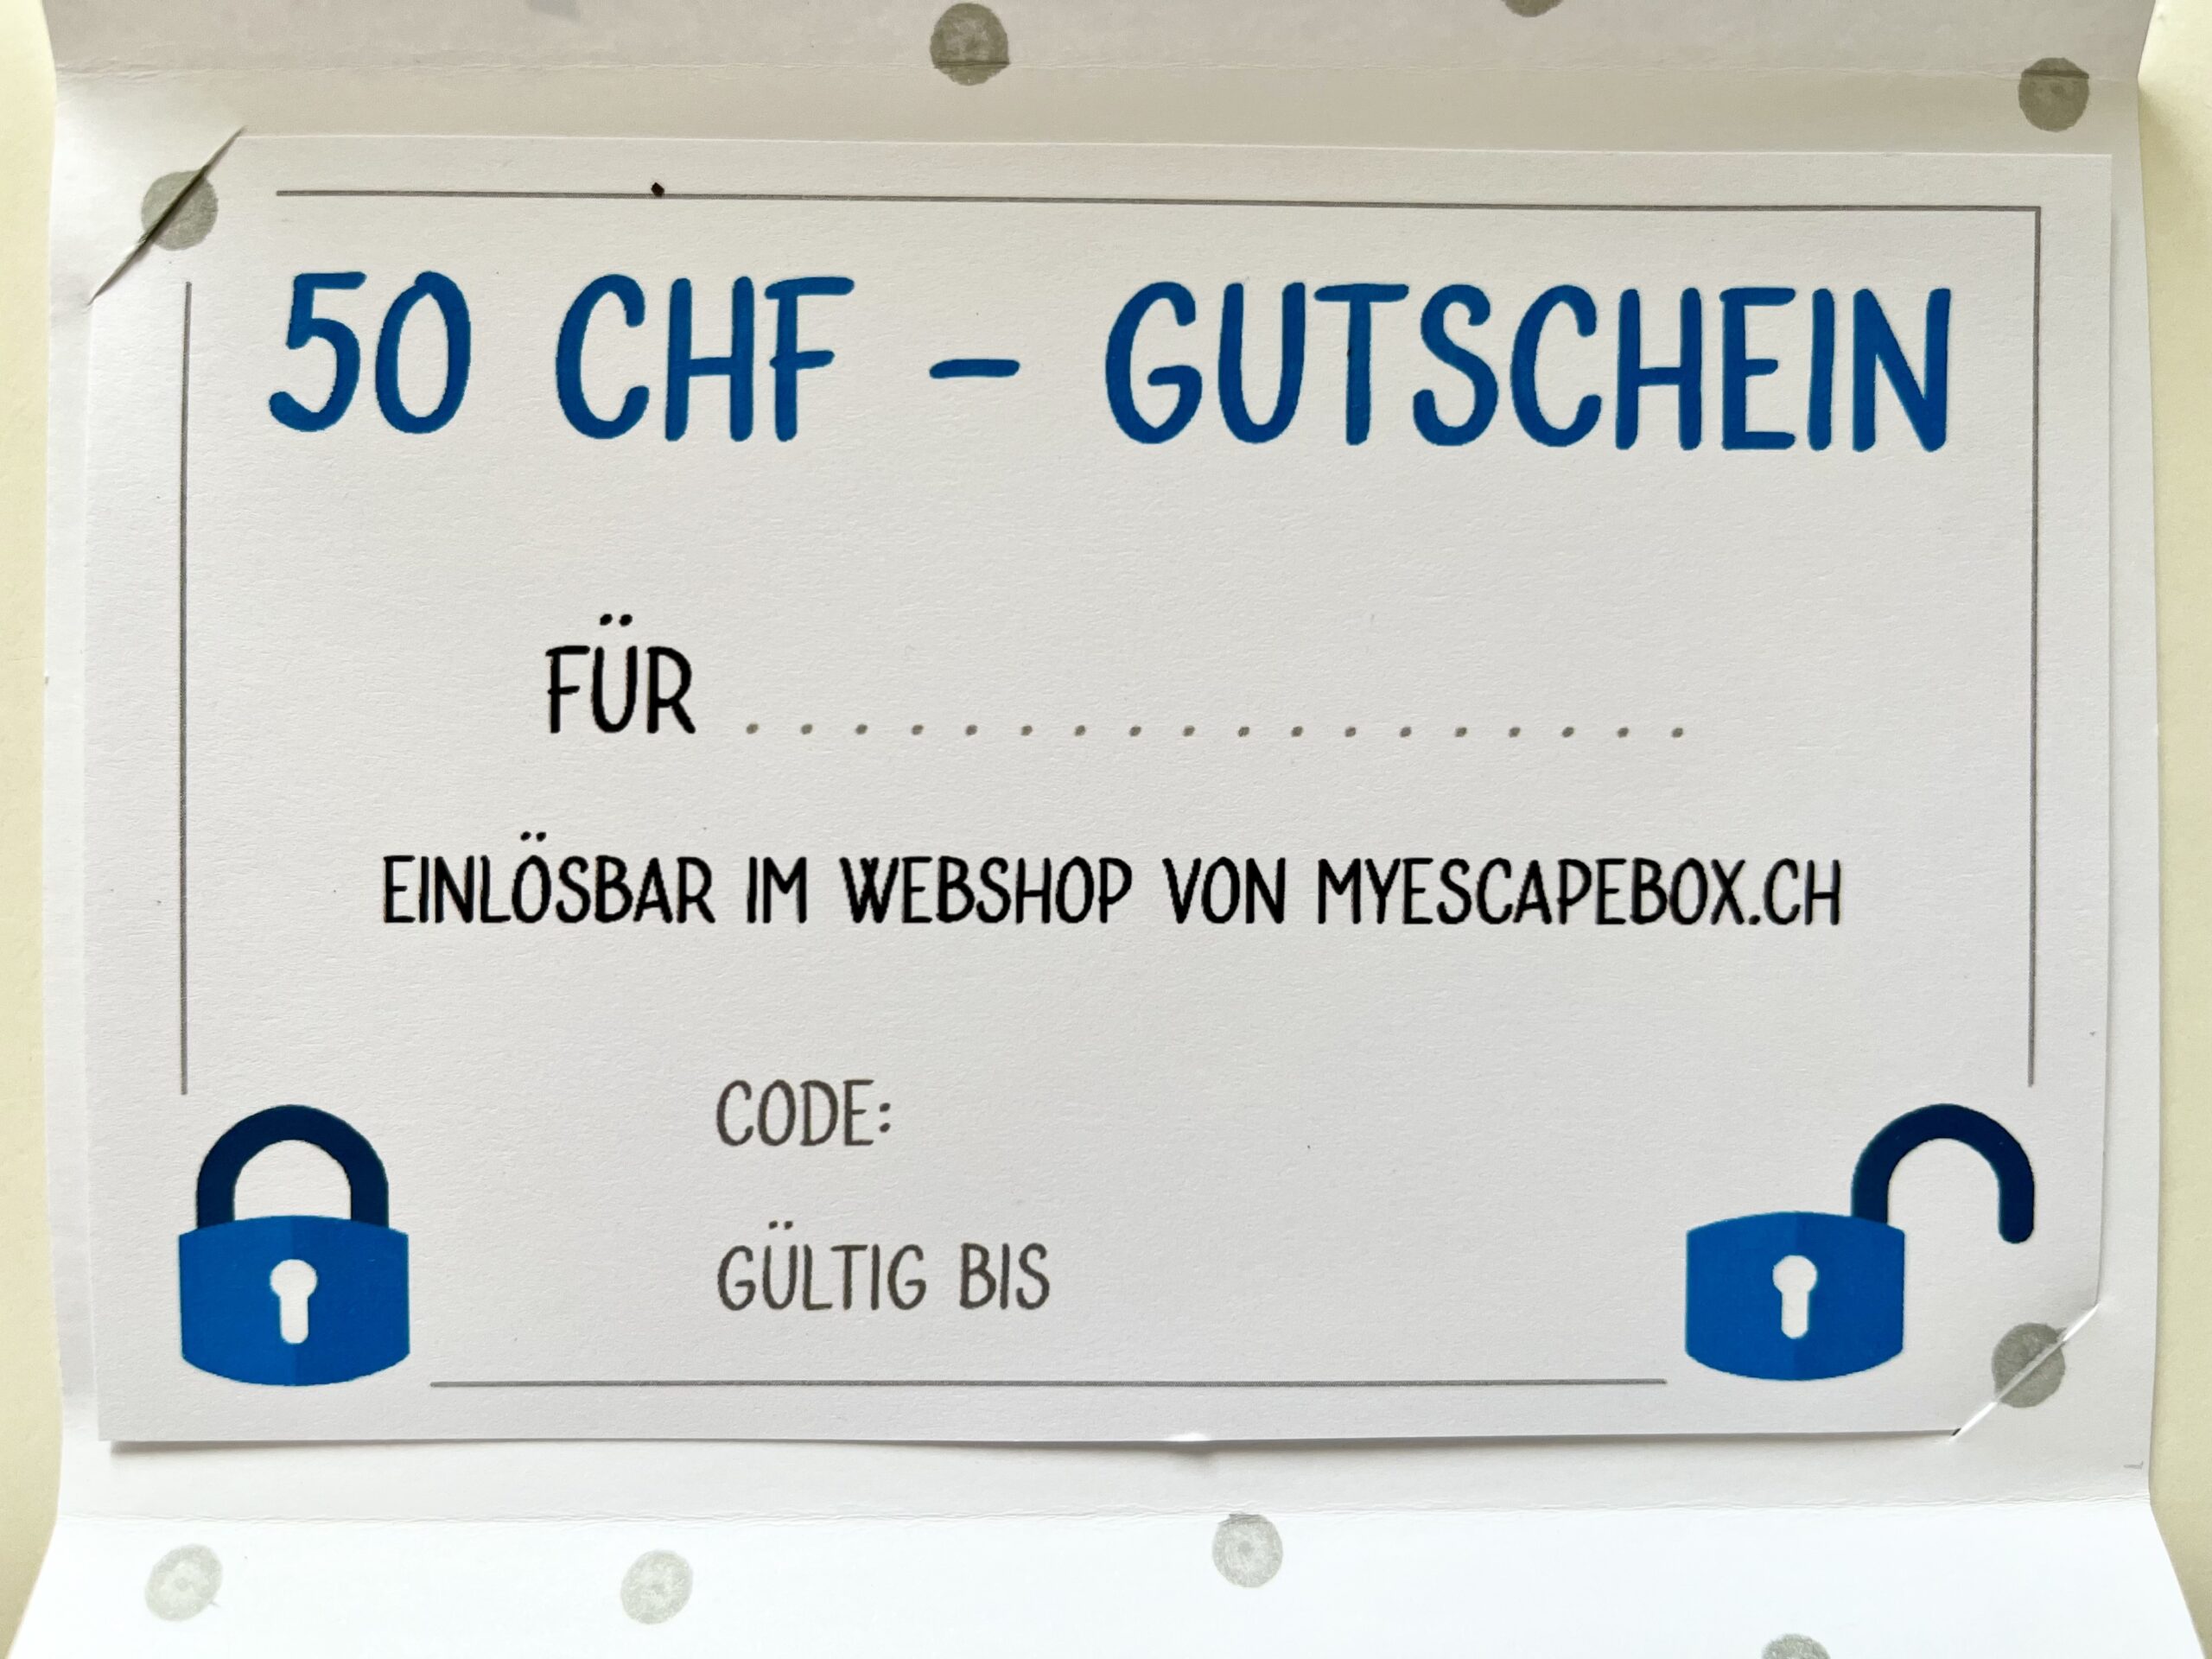 50 CHF – GUTSCHEIN
FÜR ..................
EINLÖSBAR IM WEBSHOP VON MYESCAPEBOX.CH
CODE:
GÜLTIG BIS